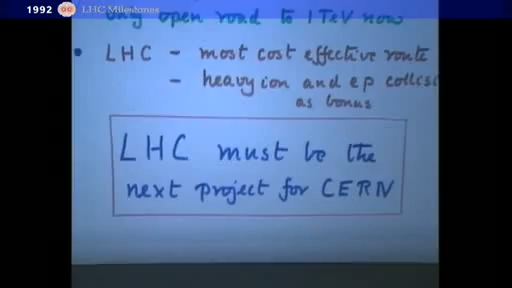 1992 LHC Milestones
only open road to 1 TeV now
• LHC - most cost effective route
- heavy ion and ep collisi
as bonus
LHC must be the
next project for CERN